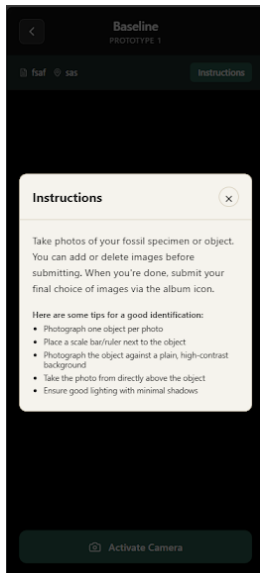 Baseline
PROTOTYPE 1
fsaf sas Instructions
Instructions
Take photos of your fossil specimen or object.
You can add or delete images before
submitting. When you're done, submit your
final choice of images via the album icon.
Here are some tips for a good identification:
• Photograph one object per photo
• Place a scale bar/ruler next to the object
• Photograph the object against a plain, high-contrast
background
• Take the photo from directly above the object
• Ensure good lighting with minimal shadows
Activate Camera